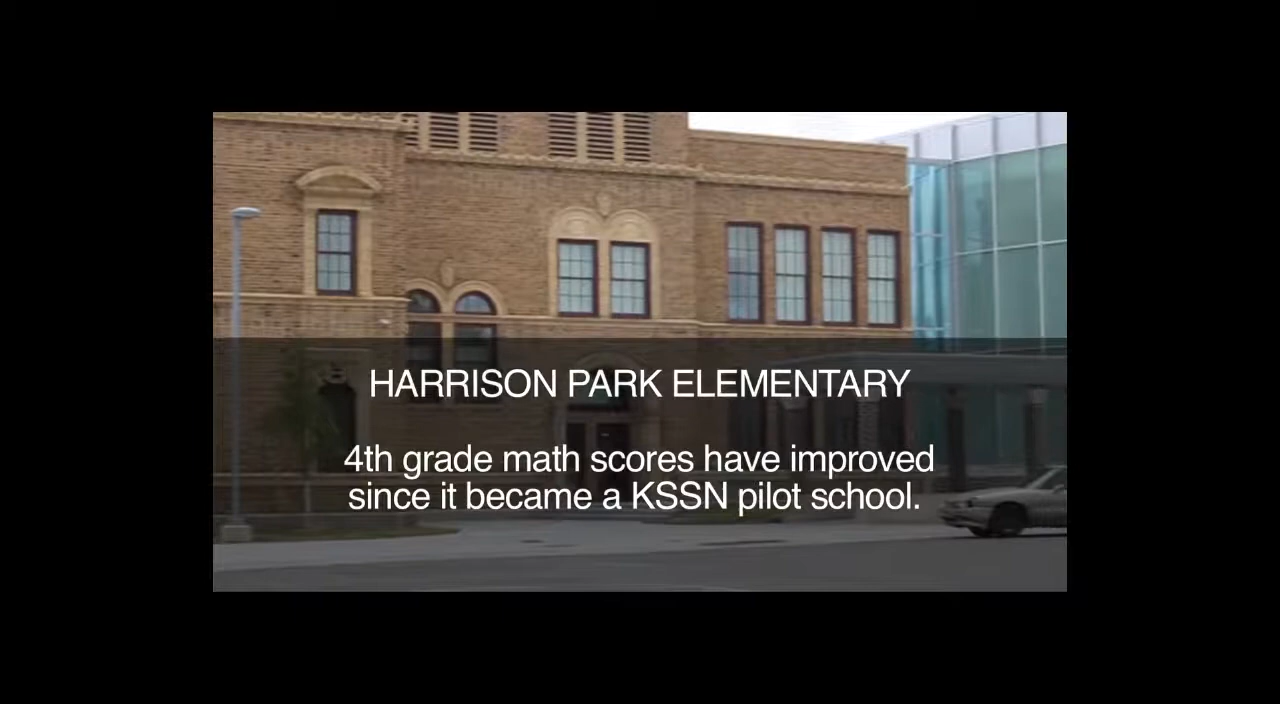 HARRISON PARK ELEMENTARY
4th grade math scores have improved
since it became a KSSN pilot school.